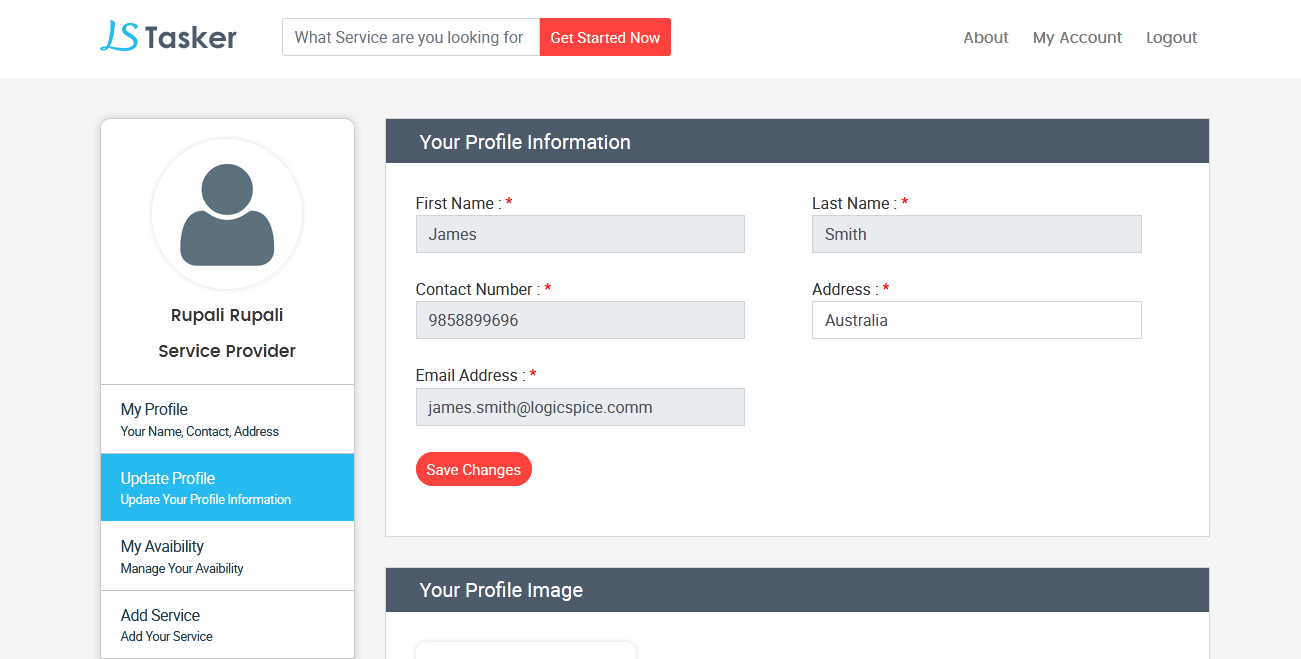 LS Tasker
What Service are you looking for
Get Started Now
About
My Account
Logout
Rupali Rupali
Service Provider
My Profile
Your Name, Contact, Address
Update Profile
Update Your Profile Information
My Avaibility
Manage Your Avaibility
Add Service
Add Your Service
Your Profile Information
First Name : *
James
Last Name : *
Smith
Contact Number : *
9858899696
Address : *
Australia
Email Address : *
james.smith@logicspice.comm
Save Changes
Your Profile Image